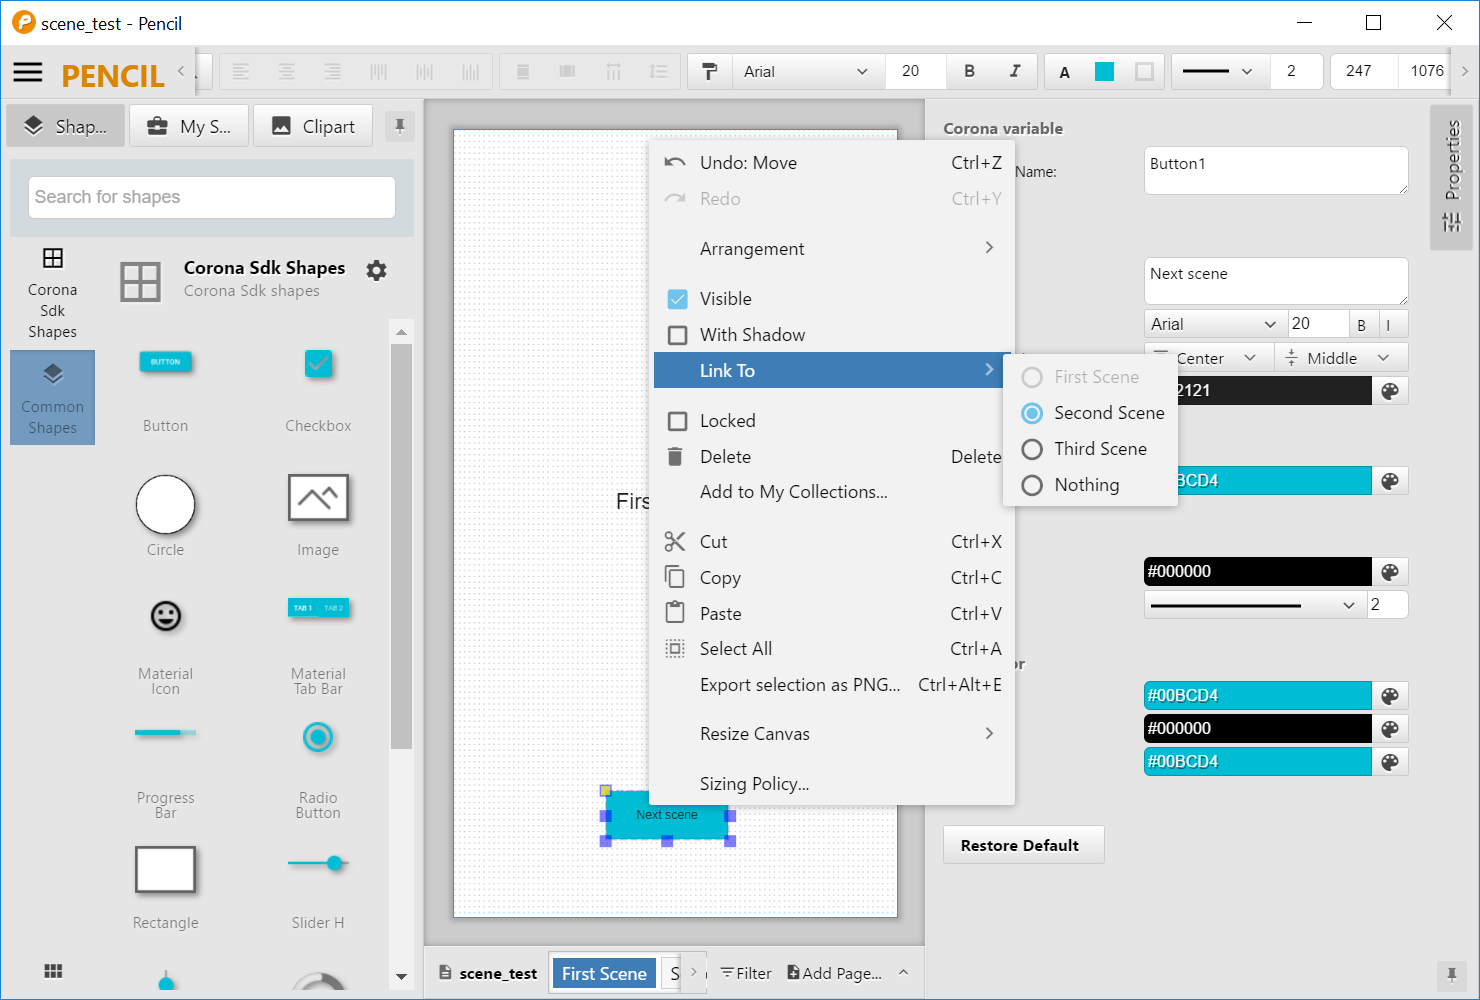 scene_test - Pencil
PENCIL
Arial
20
B
I
A
2
247
1076
Shap...
My S...
Clipart
Search for shapes
Corona Sdk Shapes
Corona Sdk Shapes
Corona Sdk shapes
Common Shapes
BUTTON
Button
Checkbox
Circle
Image
TAB 1 TAB 2
Material Icon
Material Tab Bar
Progress Bar
Radio Button
Rectangle
Slider H
Firs
Next scene
Undo: Move Ctrl+Z
Redo Ctrl+Y
Arrangement
Visible
With Shadow
Link To
Locked
Delete Delete
Add to My Collections...
Cut Ctrl+X
Copy Ctrl+C
Paste Ctrl+V
Select All Ctrl+A
Export selection as PNG... Ctrl+Alt+E
Resize Canvas
Sizing Policy...
First Scene
Second Scene
Third Scene
Nothing
Corona variable
Name:
Button1
Next scene
Arial
20
B
I
Center
Middle
2121
BCD4
#000000
2
or
#00BCD4
#000000
#00BCD4
Restore Default
Properties
scene_test
First Scene
S
Filter
Add Page...